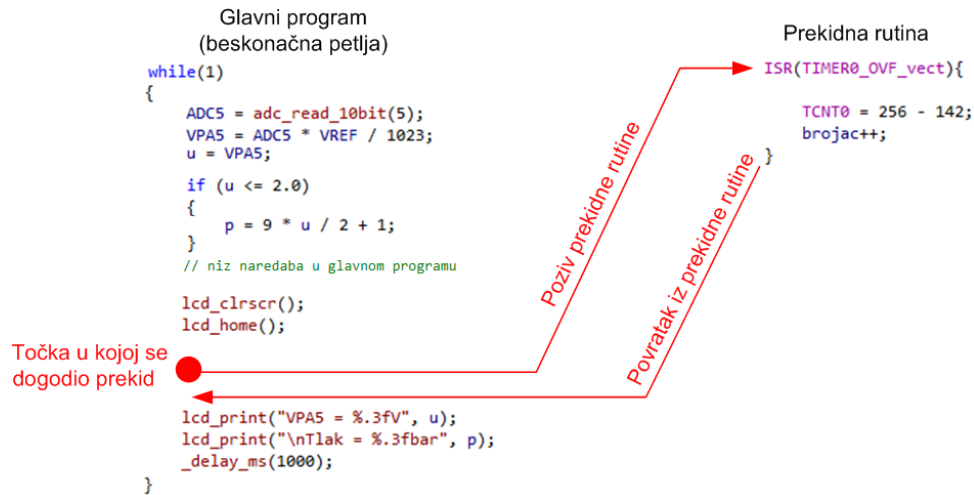 Glavni program
(beskonačna petlja)
while(1)
{
ADC5 = adc_read_10bit(5);
VPA5 = ADC5 * VREF / 1023;
u = VPA5;
if (u <= 2.0)
{
p = 9 * u / 2 + 1;
}
// niz naredaba u glavnom programu
lcd_clrscr();
lcd_home();
Točka u kojoj se
dogodio prekid
lcd_print("VPA5 = %.3fV", u);
lcd_print("\nTlak = %.3fbar", p);
_delay_ms(1000);
}
Poziv prekidne rutine
Povratak iz prekidne rutine
Prekidna rutina
ISR(TIMER0_OVF_vect){
TCNT0 = 256 - 142;
brojac++;
}